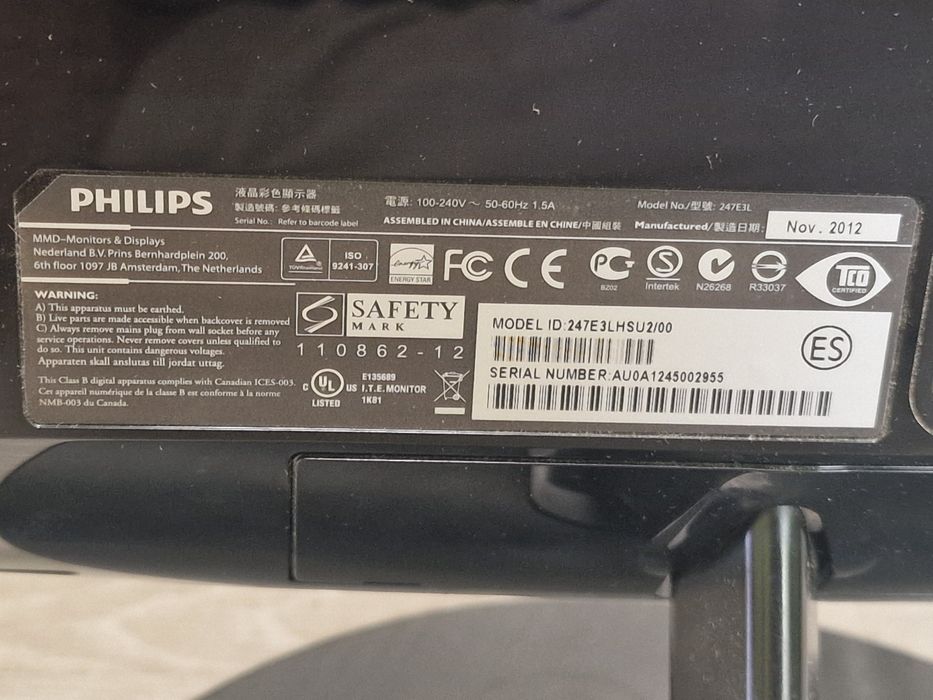 PHILIPS
液晶彩色顯示器
製造號碼: 參考條碼標籤
Serial No.: Refer to barcode label
電源: 100-240V ~ 50-60Hz 1.5A
ASSEMBLED IN CHINA/ASSEMBLE EN CHINE/中國組裝
Model No./型號: 247E3L
Manufactured/製造日期:
Nov. 2012
MMD–Monitors & Displays
Nederland B.V. Prins Bernhardplein 200,
6th floor 1097 JB Amsterdam, The Netherlands
TÜVRheinland
ISO
9241-307
energy
ENERGY STAR
FC
CE
BZ02
S
Intertek
N26268
R33037
TCO
CERTIFIED
WARNING:
A) This apparatus must be earthed.
B) Live parts are made accessible when backcover is removed
C) Always remove mains plug from wall socket before any
service operations. Never remove covers unless qualified to
do so. This unit contains dangerous voltages.
Apparaten skall anslutas till jordat uttag.
This Class B digital apparatus complies with Canadian ICES-003.
Cet appareil numérique de la classe B est conforme à la norme
NMB-003 du Canada.
SAFETY
MARK
110862-12
C UL US
LISTED
E135689
I.T.E. MONITOR
1K81
MODEL ID:247E3LHSU2/00
SERIAL NUMBER:AU0A1245002955
ES